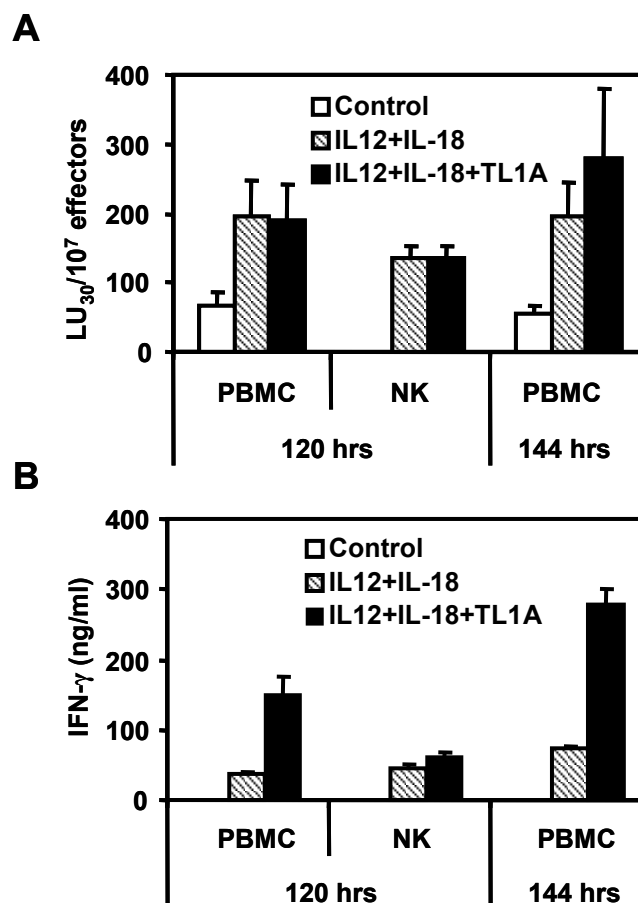 A
400
300
200
100
0
LU30/10⁷ effectors
Control
IL12+IL-18
IL12+IL-18+TL1A
PBMC NK PBMC
120 hrs 144 hrs
B
400
300
200
100
0
IFN-γ (ng/ml)
Control
IL12+IL-18
IL12+IL-18+TL1A
PBMC NK PBMC
120 hrs 144 hrs